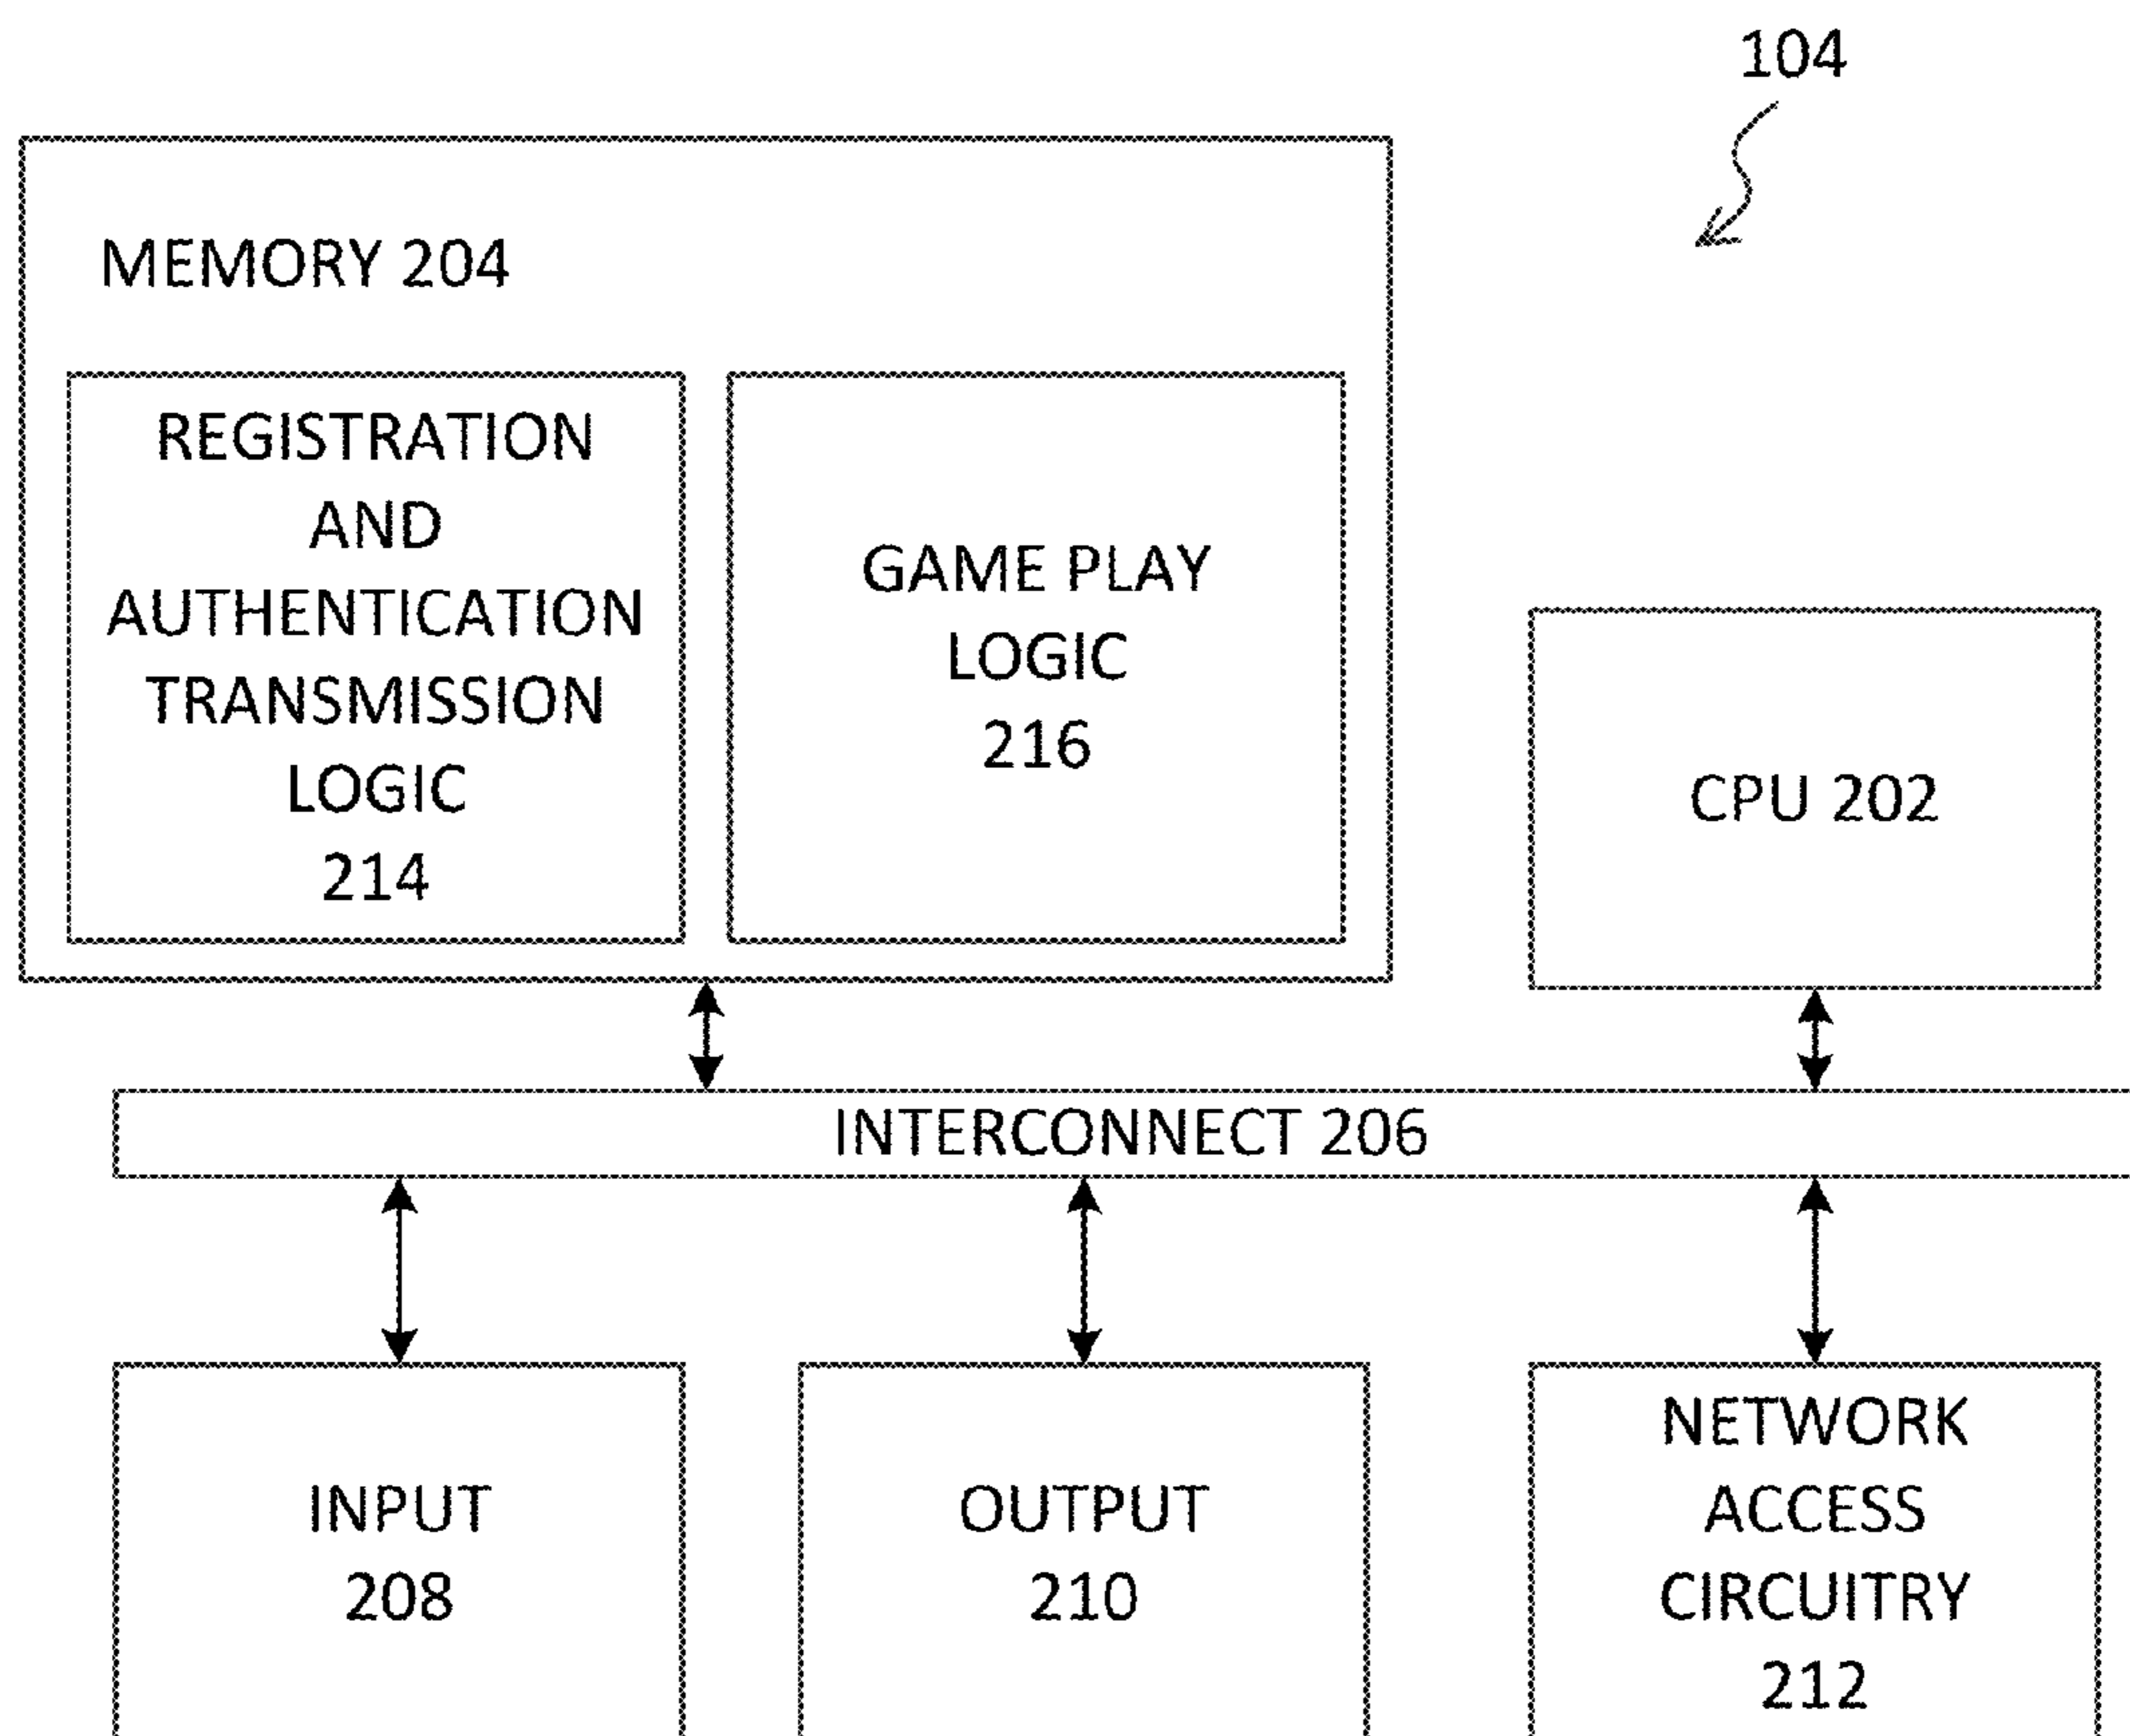 104
MEMORY 204
REGISTRATION
AND
AUTHENTICATION
TRANSMISSION
LOGIC
214
GAME PLAY
LOGIC
216
CPU 202
INTERCONNECT 206
INPUT
208
OUTPUT
210
NETWORK
ACCESS
CIRCUITRY
212